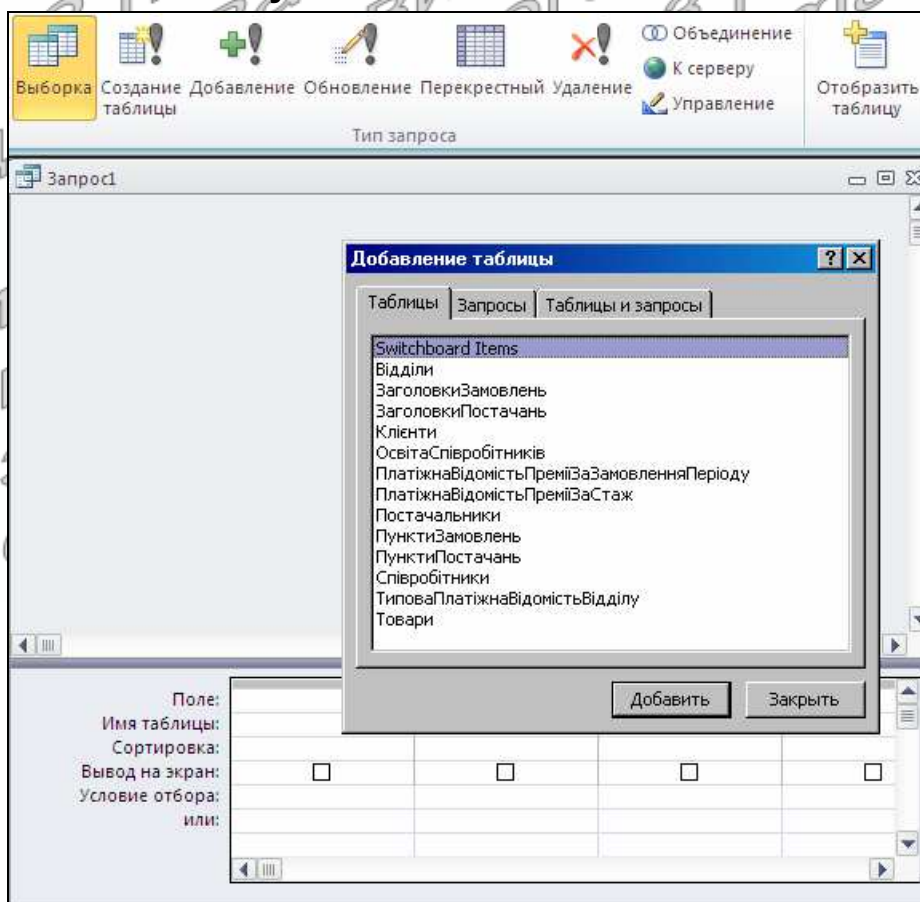 Выборка
Создание таблицы
Добавление
Обновление
Перекрестный
Удаление
Объединение
К серверу
Управление
Отобразить таблицу
Тип запроса
Запрос1
Добавление таблицы
Таблицы
Запросы
Таблицы и запросы
Switchboard Items
Відділи
ЗаголовкиЗамовлень
ЗаголовкиПостачань
Клієнти
ОсвітаСпівробітників
ПлатіжнаВідомістьПреміїЗаЗамовленняПеріоду
ПлатіжнаВідомістьПреміїЗаСтаж
Постачальники
ПунктиЗамовлень
ПунктиПостачань
Співробітники
ТиповаПлатіжнаВідомістьВідділу
Товари
Добавить
Закрыть
Поле:
Имя таблицы:
Сортировка:
Вывод на экран:
Условие отбора:
или: